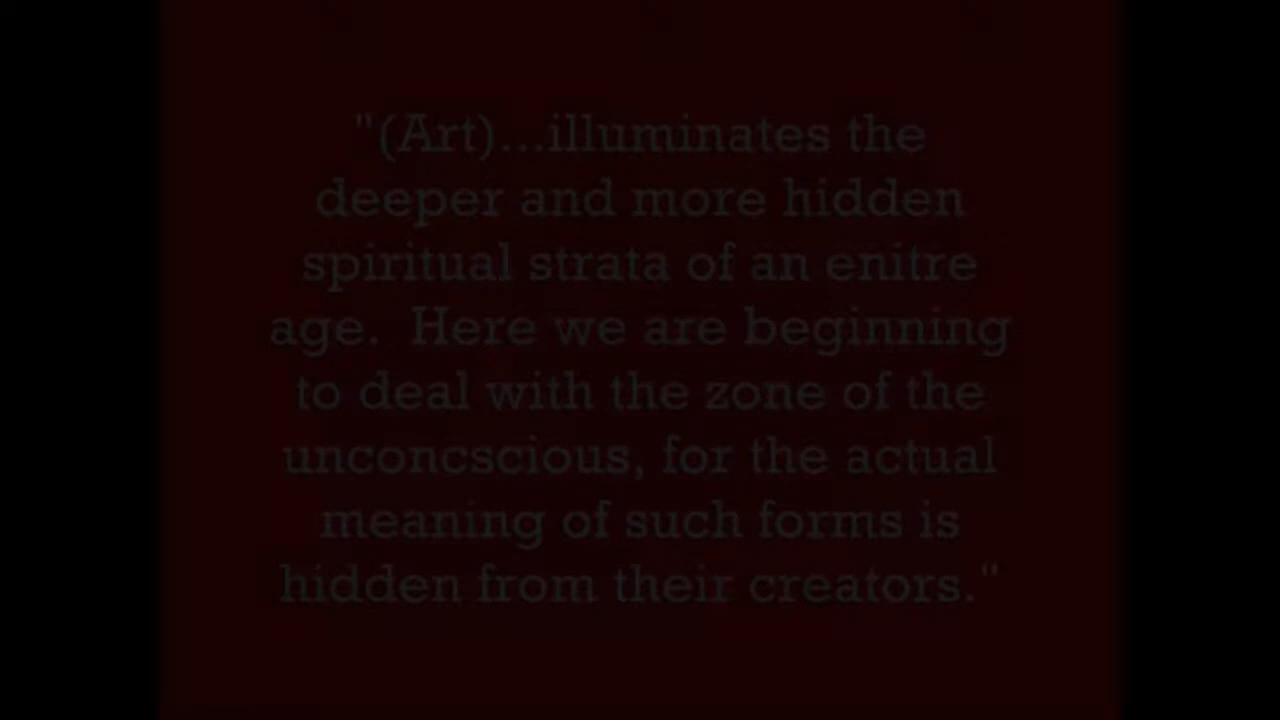 "(Art)...illuminates the
deeper and more hidden
spiritual strata of an enitre
age.  Here we are beginning
to deal with the zone of the
unconcscious, for the actual
meaning of such forms is
hidden from their creators."